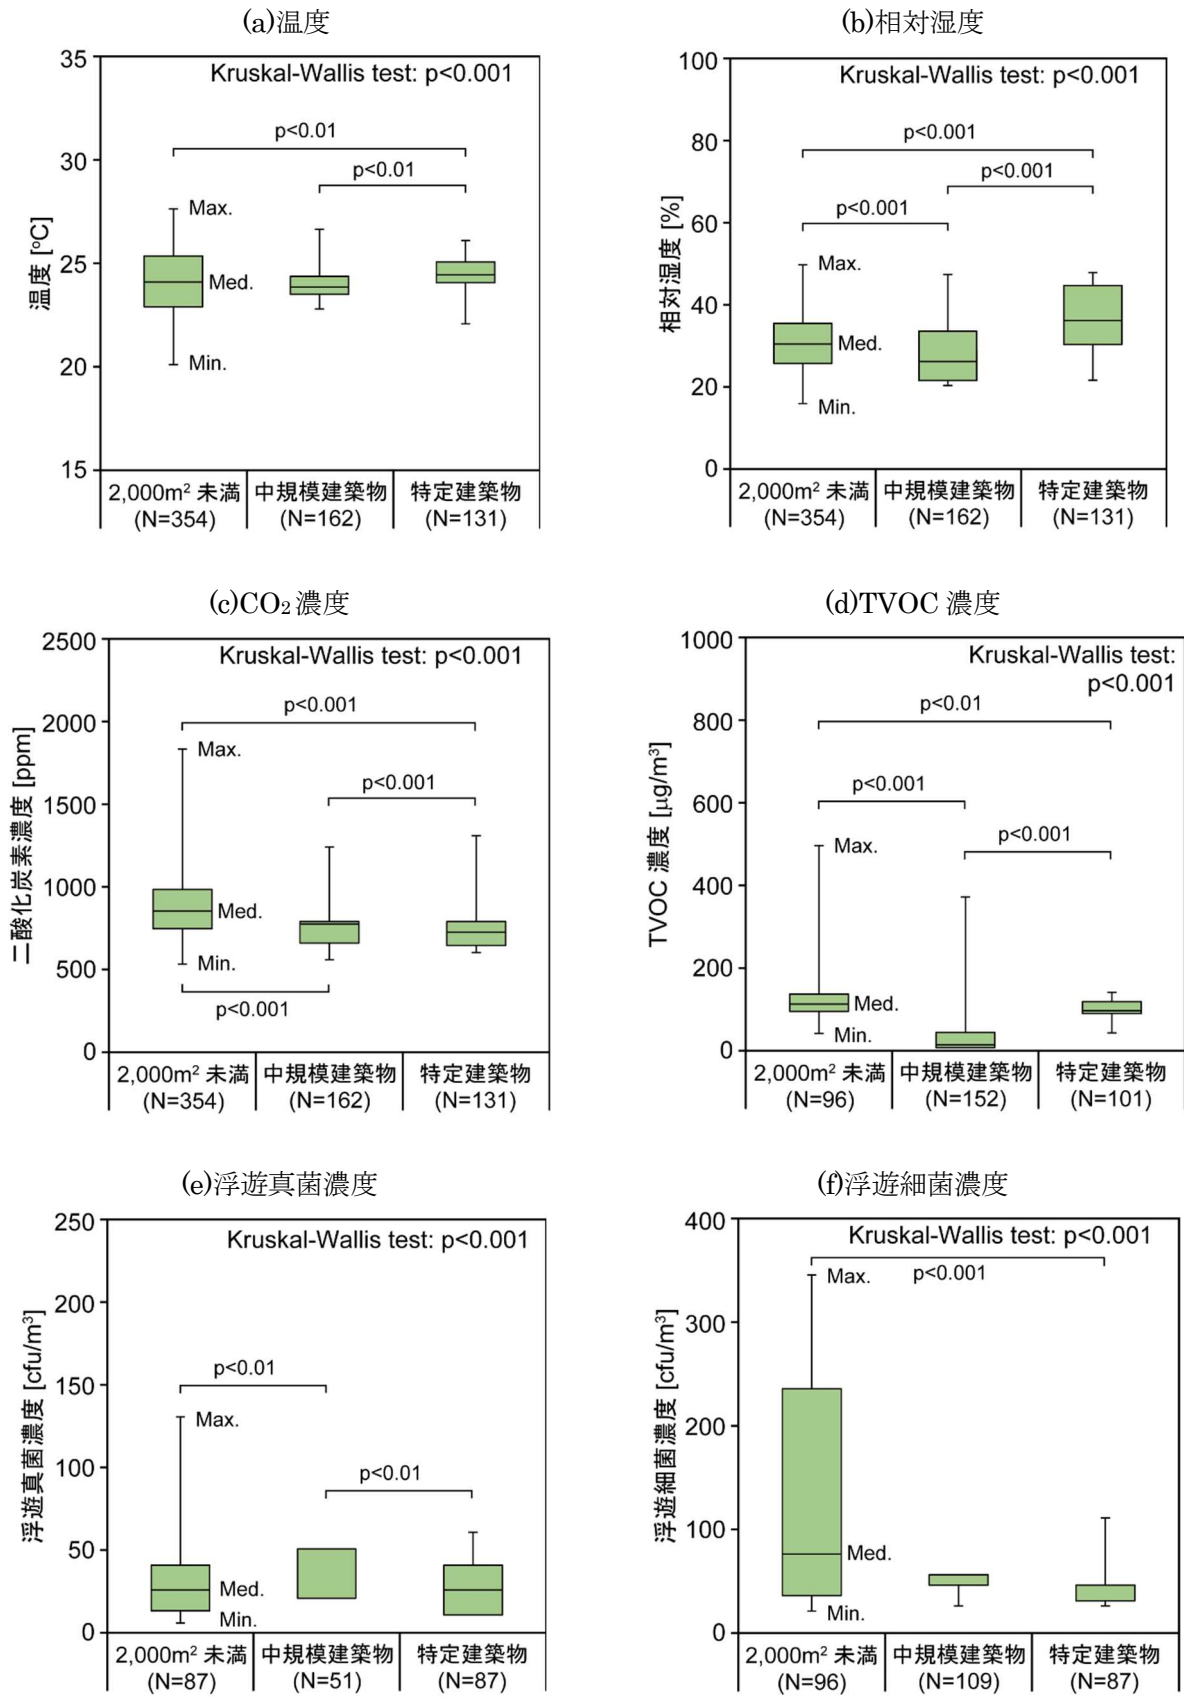 (a)温度
35
Kruskal-Wallis test: p<0.001
p<0.01
30
p<0.01
Max.
温度 [°C]
25
Med.
20
Min.
15
2,000m² 未満
中規模建築物
特定建築物
(N=354)
(N=162)
(N=131)
(b)相対湿度
100
Kruskal-Wallis test: p<0.001
80
p<0.001
p<0.001
60
p<0.001
相対湿度 [%]
Max.
40
Med.
20
Min.
0
2,000m² 未満
中規模建築物
特定建築物
(N=354)
(N=162)
(N=131)
(c)CO₂ 濃度
2500
Kruskal-Wallis test: p<0.001
p<0.001
2000
Max.
p<0.001
1500
二酸化炭素濃度 [ppm]
1000
Med.
Min.
500
p<0.001
0
2,000m² 未満
中規模建築物
特定建築物
(N=354)
(N=162)
(N=131)
(d)TVOC 濃度
1000
Kruskal-Wallis test:
p<0.001
p<0.01
800
p<0.001
600
p<0.001
Max.
TVOC 濃度 [μg/m³]
400
200
Med.
Min.
0
2,000m² 未満
中規模建築物
特定建築物
(N=96)
(N=152)
(N=101)
(e)浮遊真菌濃度
250
Kruskal-Wallis test: p<0.001
200
p<0.01
150
Max.
浮遊真菌濃度 [cfu/m³]
100
p<0.01
50
Med.
Min.
0
2,000m² 未満
中規模建築物
特定建築物
(N=87)
(N=51)
(N=87)
(f)浮遊細菌濃度
400
Kruskal-Wallis test: p<0.001
Max.
p<0.001
300
浮遊細菌濃度 [cfu/m³]
200
100
Med.
Min.
0
2,000m² 未満
中規模建築物
特定建築物
(N=96)
(N=109)
(N=87)